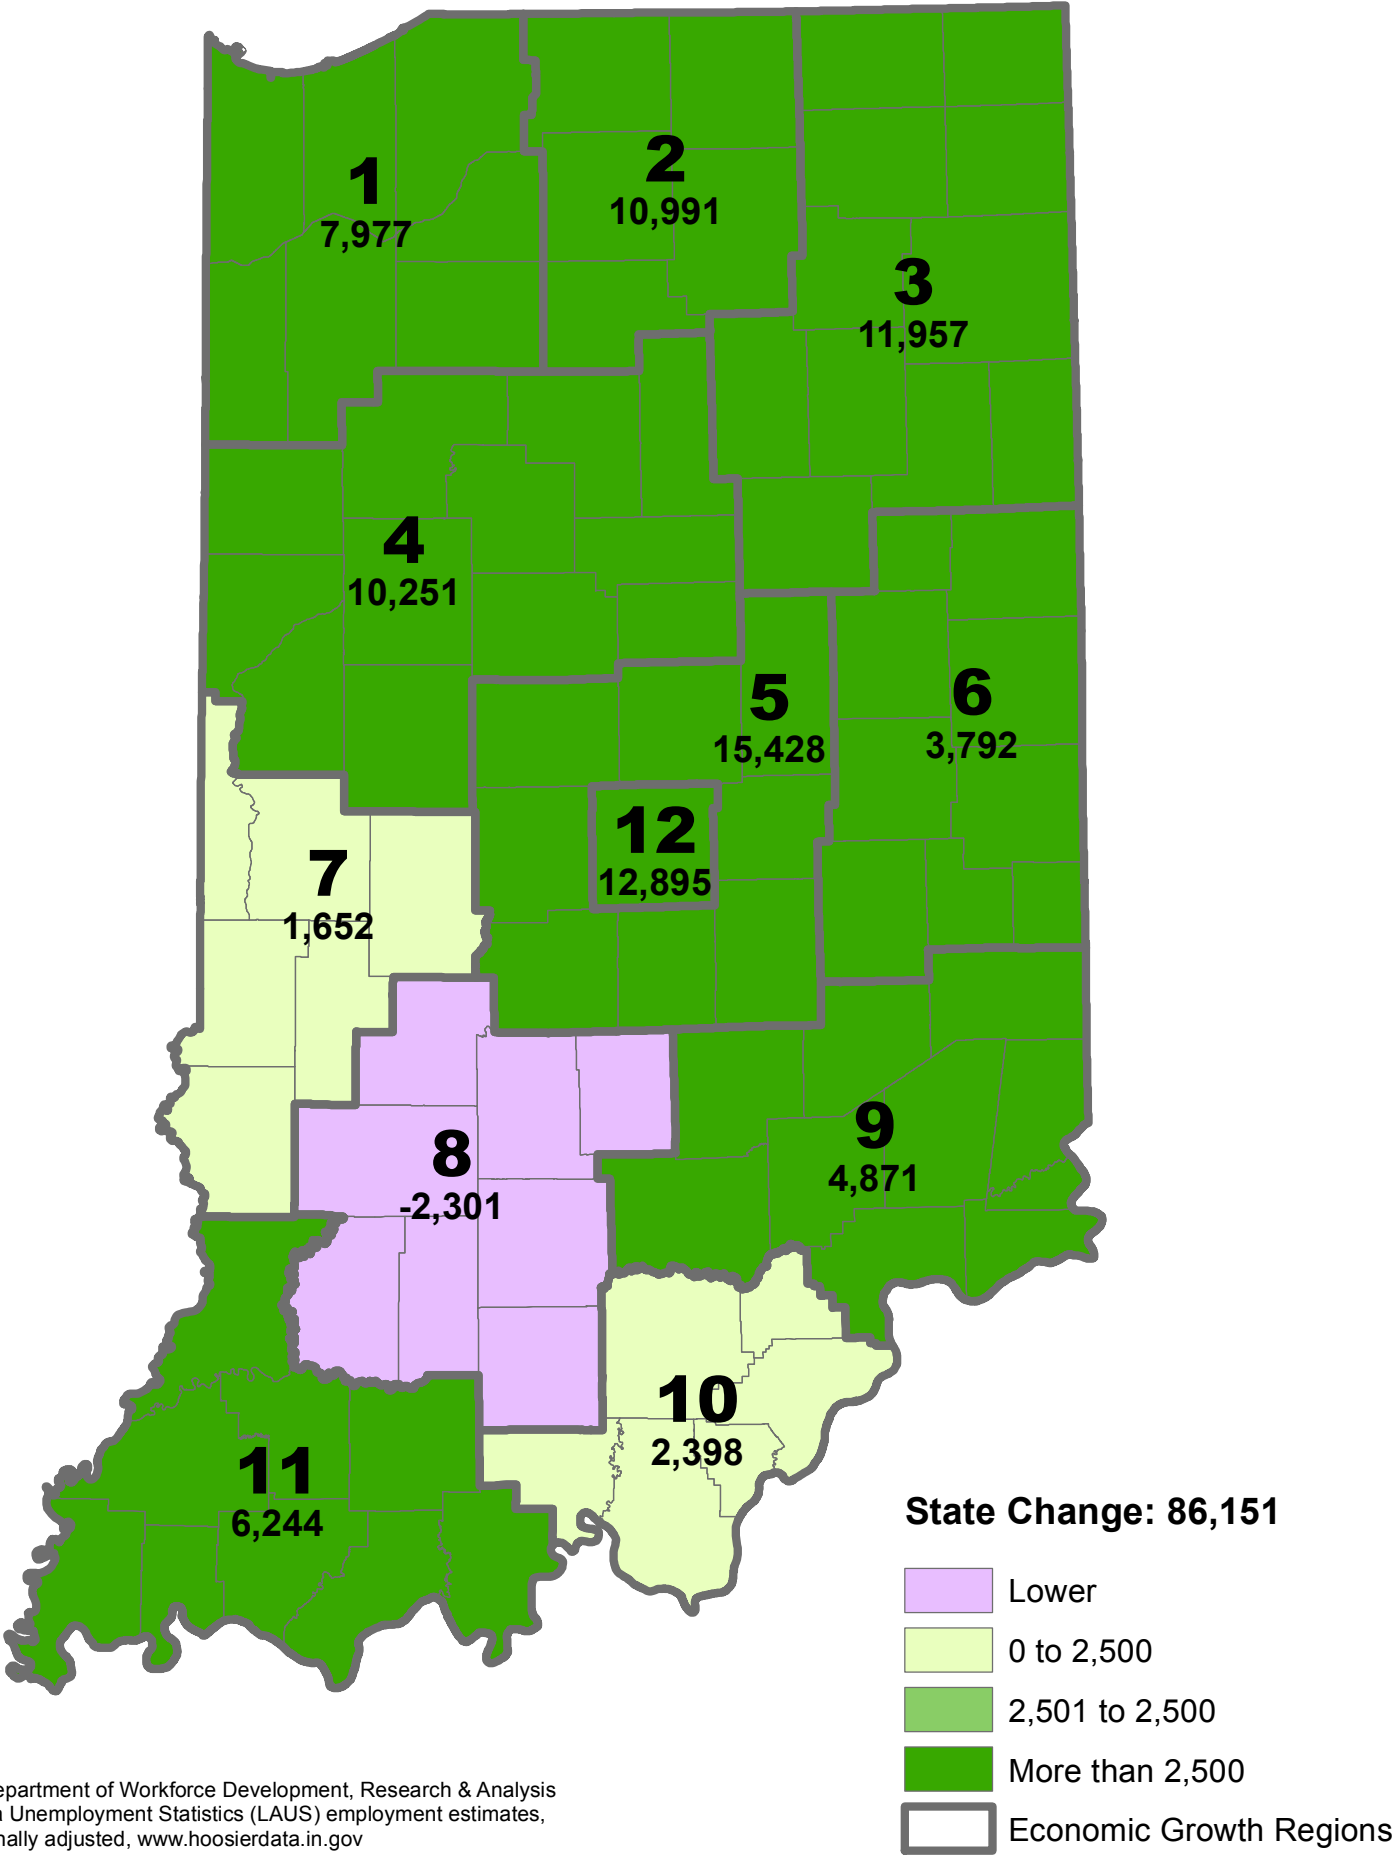 1
7,977
2
10,991
3
11,957
4
10,251
5
15,428
6
3,792
12
12,895
7
1,652
8
-2,301
9
4,871
10
2,398
11
6,244
State Change: 86,151
Lower
0 to 2,500
2,501 to 2,500
More than 2,500
Economic Growth Regions
epartment of Workforce Development, Research & Analysis
a Unemployment Statistics (LAUS) employment estimates,
nally adjusted, www.hoosierdata.in.gov